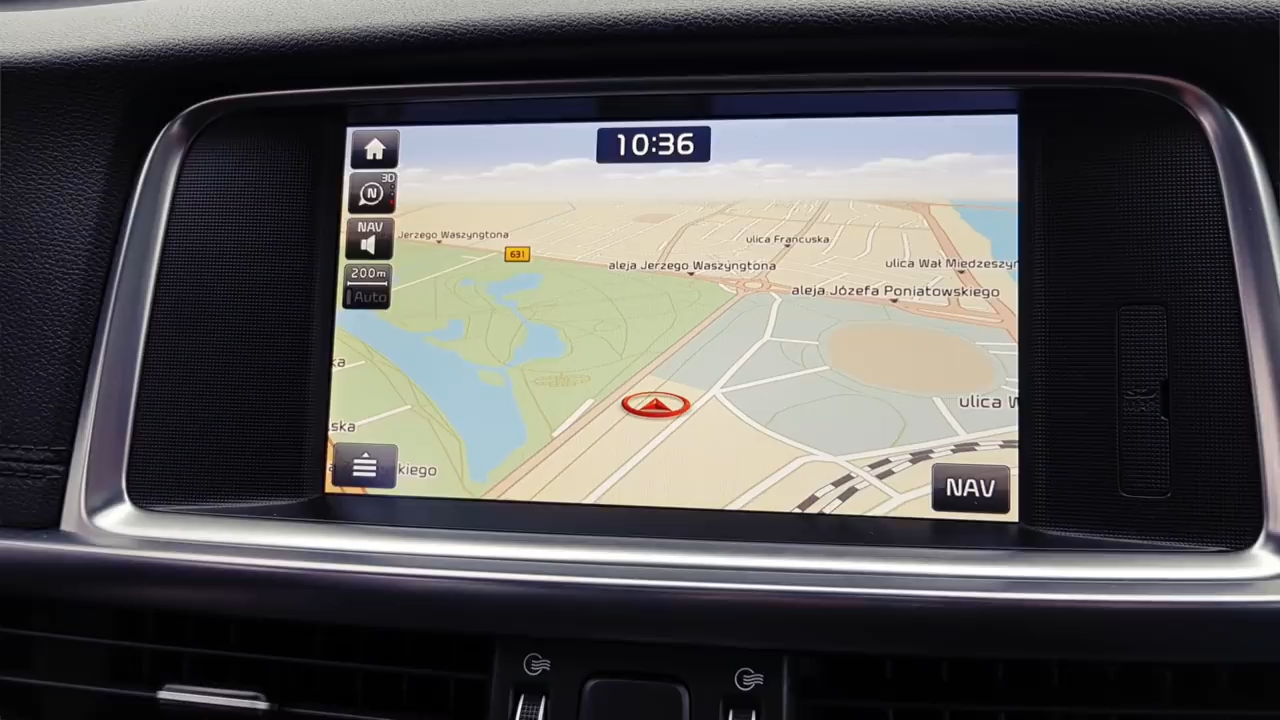 10:36
3D
N
NAV
200m
Auto
Jerzego Waszyngtona
631
ulica Francuska
aleja Jerzego Waszyngtona
ulica Wał Miedzeszyn
aleja Józefa Poniatowskiego
ka
ulica W
ska
kiego
NAV